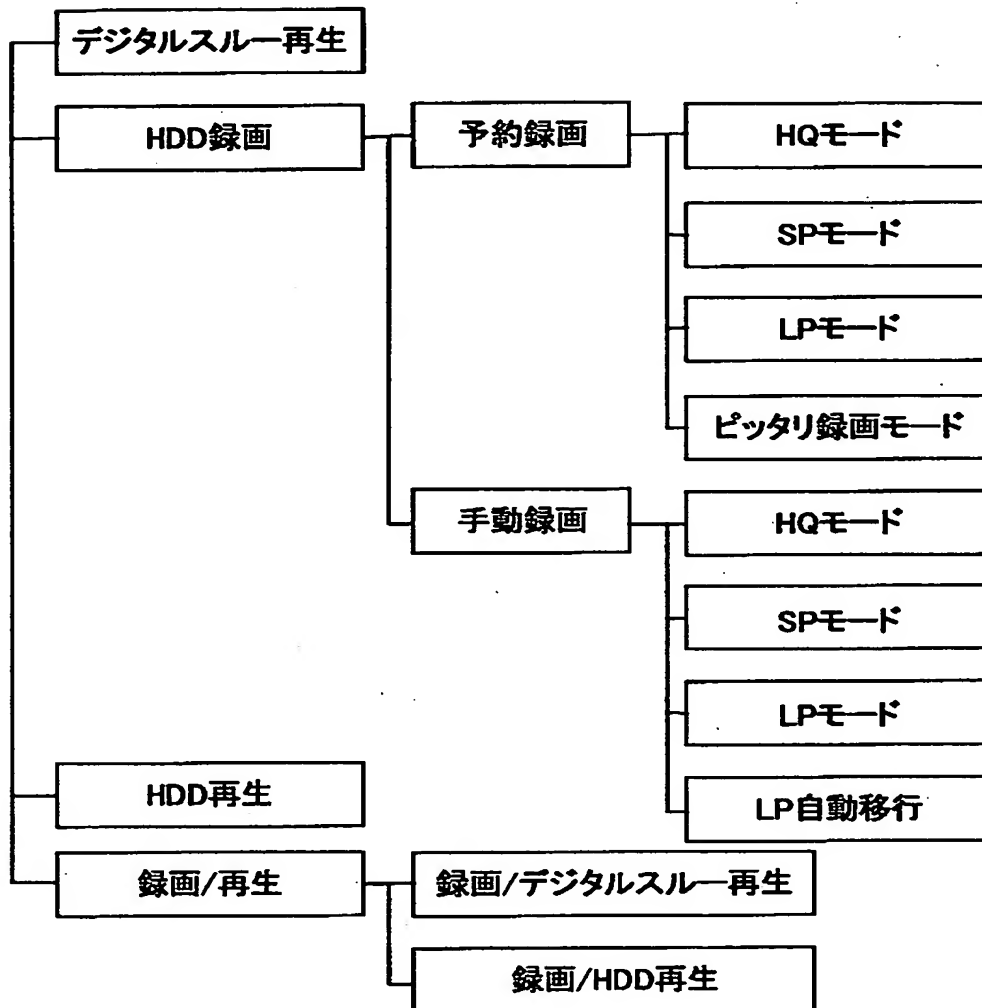 デジタルスルー再生
HDD録画
予約録画
HQモード
SPモード
LPモード
ピッタリ録画モード
手動録画
HQモード
SPモード
LPモード
LP自動移行
HDD再生
録画/再生
録画/デジタルスルー再生
録画/HDD再生